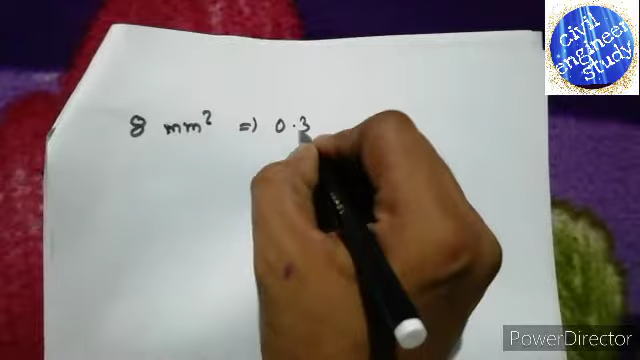 civil
engineer
study
8 mm² => 0.3
PowerDirector